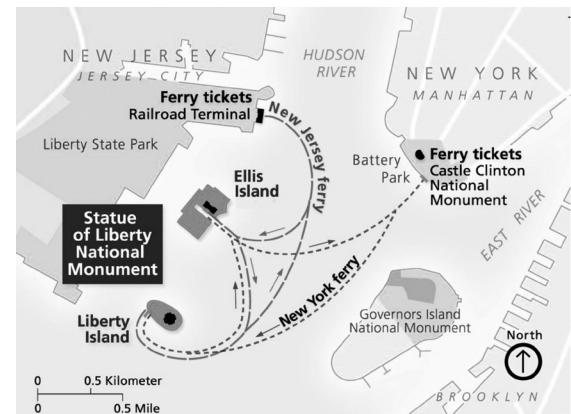 NEW JERSEY
JERSEY CITY
HUDSON
RIVER
NEW YORK
MANHATTAN
Ferry tickets
Railroad Terminal
New Jersey ferry
Liberty State Park
Battery
Park
Ferry tickets
Castle Clinton
National
Monument
Ellis
Island
Statue
of Liberty
National
Monument
EAST RIVER
New York ferry
Liberty
Island
Governors Island
National Monument
North
0 0.5 Kilometer
0 0.5 Mile
BROOKLYN